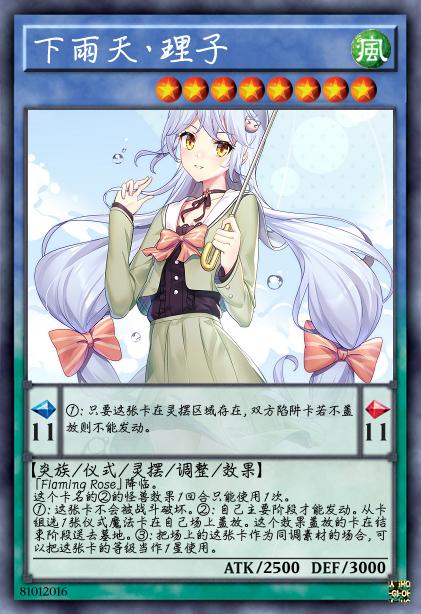 下雨天·理子
風
①：只要这张卡在灵摆区域存在，双方陷阱卡若不盖
放则不能发动。
11
11
【炎族/仪式/灵摆/调整/效果】
「Flaming Rose」降临。
这个卡名的②的怪兽效果1回合只能使用1次。
①：这张卡不会被战斗破坏。②：自己主要阶段才能发动。从卡
组选1张仪式魔法卡在自己场上盖放。这个效果盖放的卡在结
束阶段送去墓地。③：把场上的这张卡作为同调素材的场合，可
以把这张卡的等级当作1星使用。
ATK/2500 DEF/3000
81012016